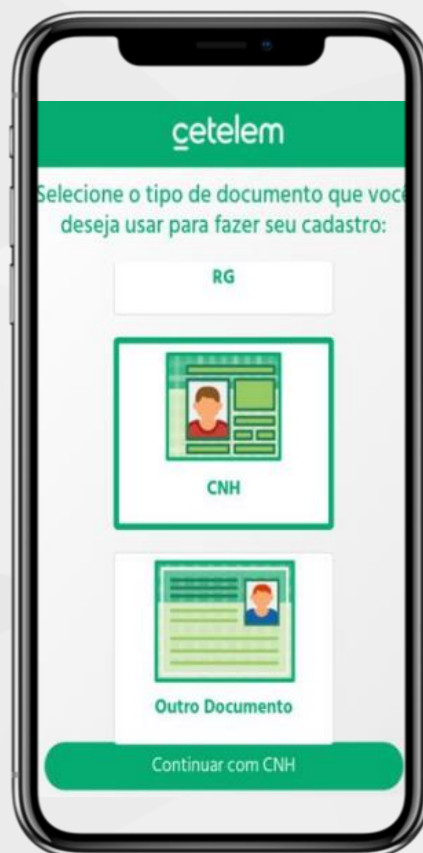 cetelem
Selecione o tipo de documento que você
deseja usar para fazer seu cadastro:
RG
CNH
Outro Documento
Continuar com CNH